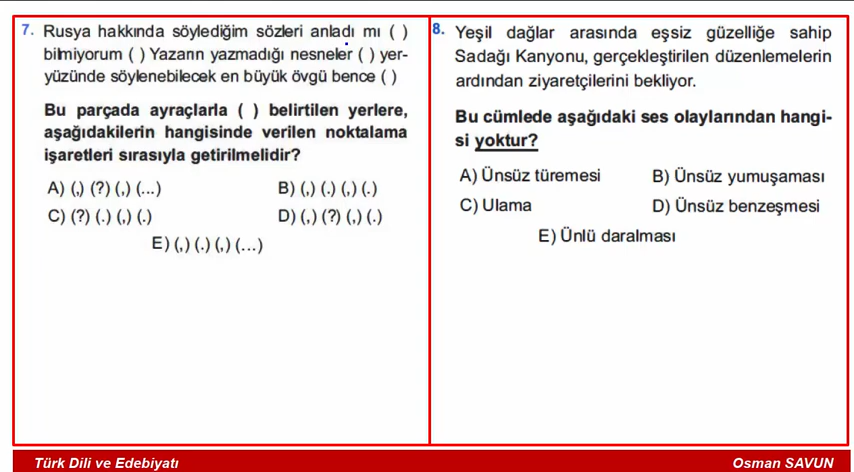 7. Rusya hakkında söylediğim sözleri anladı mı ( )
bilmiyorum ( ) Yazarın yazmadığı nesneler ( ) yer-
yüzünde söylenebilecek en büyük övgü bence ( )
Bu parçada ayraçlarla ( ) belirtilen yerlere,
aşağıdakilerin hangisinde verilen noktalama
işaretleri sırasıyla getirilmelidir?
A) (,) (?) (,) (...)
B) (,) (.) (,) (.)
C) (?) (.) (,) (.)
D) (,) (?) (,) (.)
E) (,) (.) (,) (...)
8. Yeşil dağlar arasında eşsiz güzelliğe sahip
Sadağı Kanyonu, gerçekleştirilen düzenlemelerin
ardından ziyaretçilerini bekliyor.
Bu cümlede aşağıdaki ses olaylarından hangi-
si yoktur?
A) Ünsüz türemesi
B) Ünsüz yumuşaması
C) Ulama
D) Ünsüz benzeşmesi
E) Ünlü daralması
Türk Dili ve Edebiyatı
Osman SAVUN